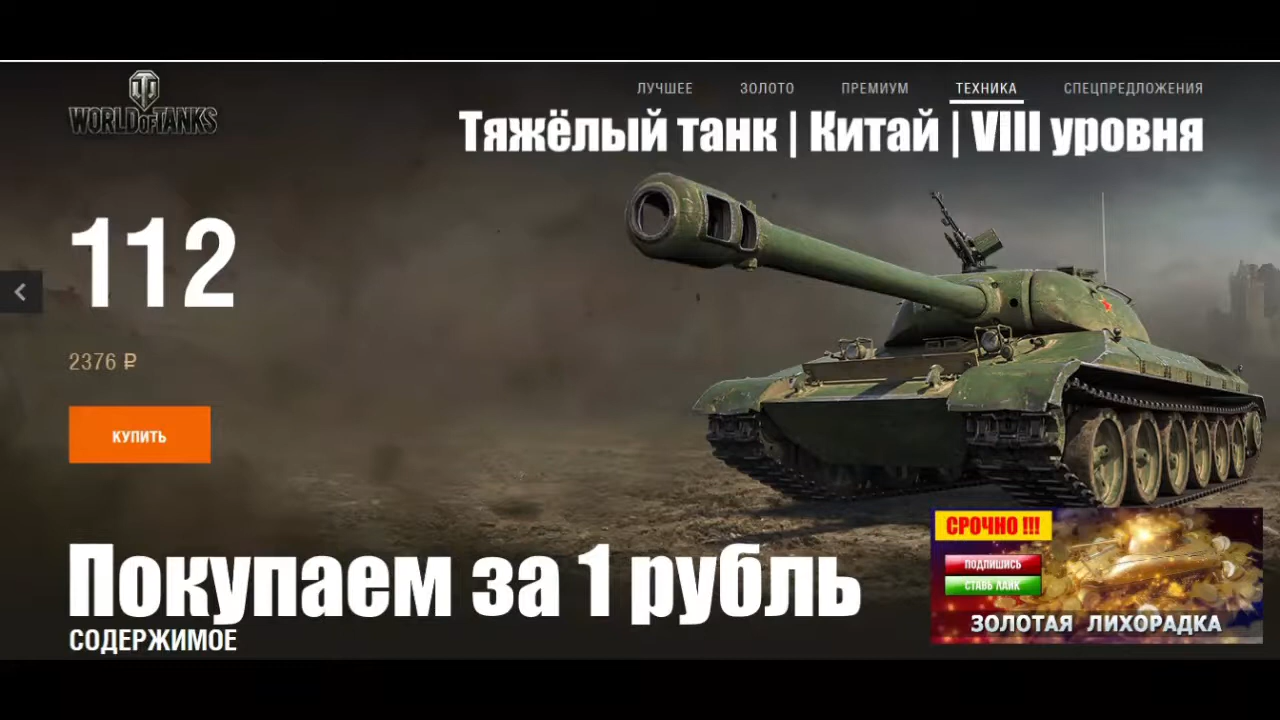 WORLD OF TANKS
ЛУЧШЕЕ ЗОЛОТО ПРЕМИУМ ТЕХНИКА СПЕЦПРЕДЛОЖЕНИЯ
Тяжёлый танк | Китай | VIII уровня
112
2376 ₽
КУПИТЬ
СРОЧНО !!!
ПОДПИШИСЬ
СТАВЬ ЛАЙК
ЗОЛОТАЯ ЛИХОРАДКА
Покупаем за 1 рубль
СОДЕРЖИМОЕ